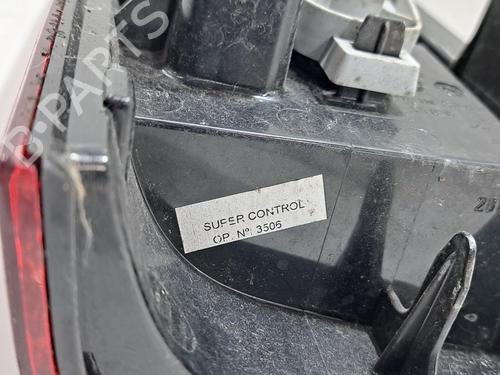 B-PARTS
SUPER CONTROL
OP. Nº: 3506